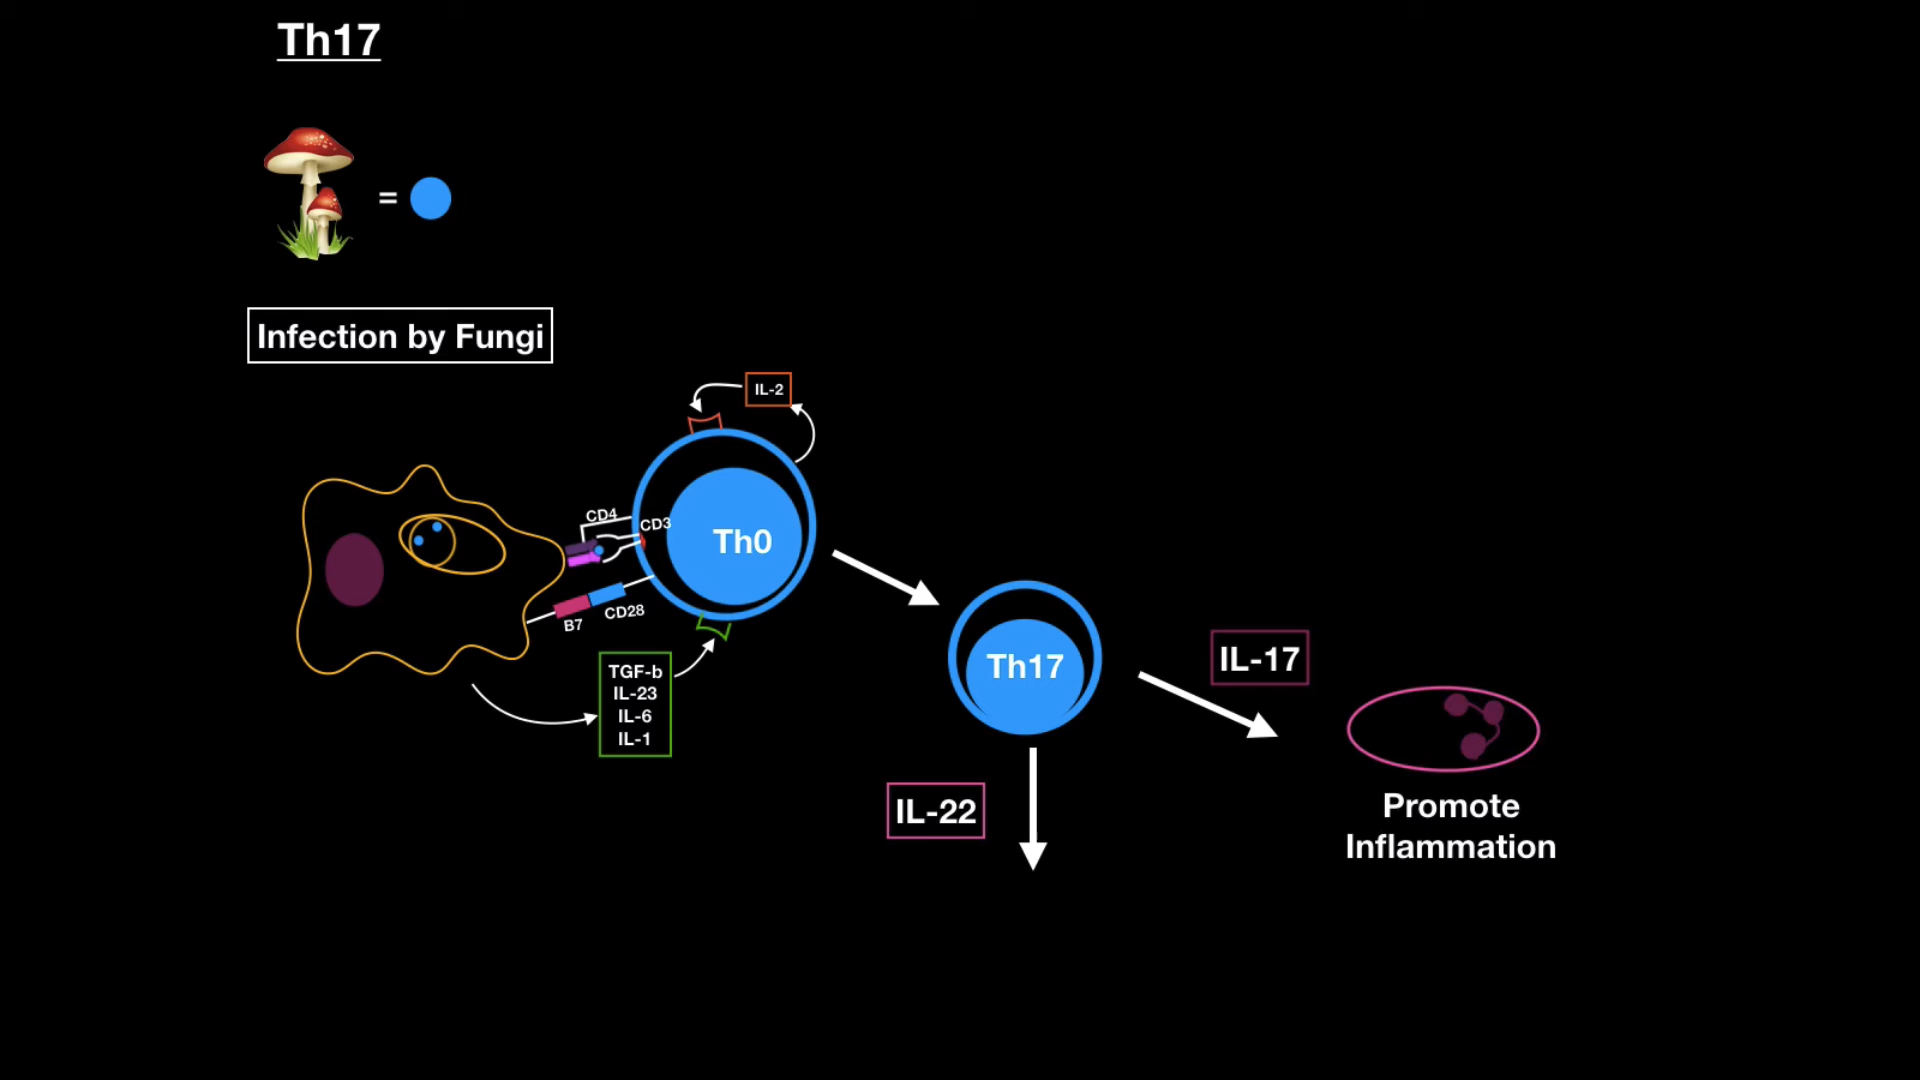 Th17
=
Infection by Fungi
IL-2
CD4
CD3
Th0
CD28
B7
TGF-b
IL-23
IL-6
IL-1
Th17
IL-17
IL-22
Promote
Inflammation